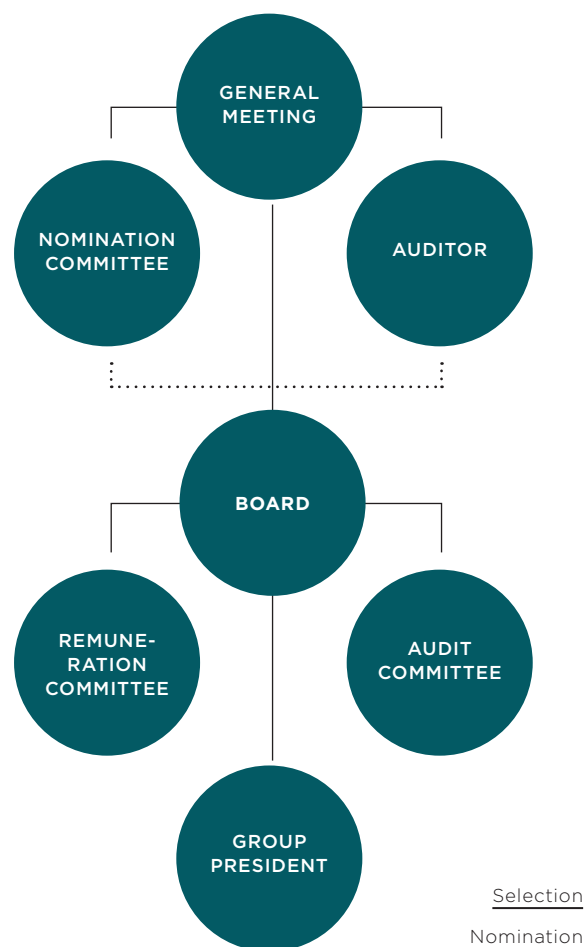 GENERAL
MEETING
NOMINATION
COMMITTEE
AUDITOR
BOARD
REMUNE-
RATION
COMMITTEE
AUDIT
COMMITTEE
GROUP
PRESIDENT
Selection
Nomination